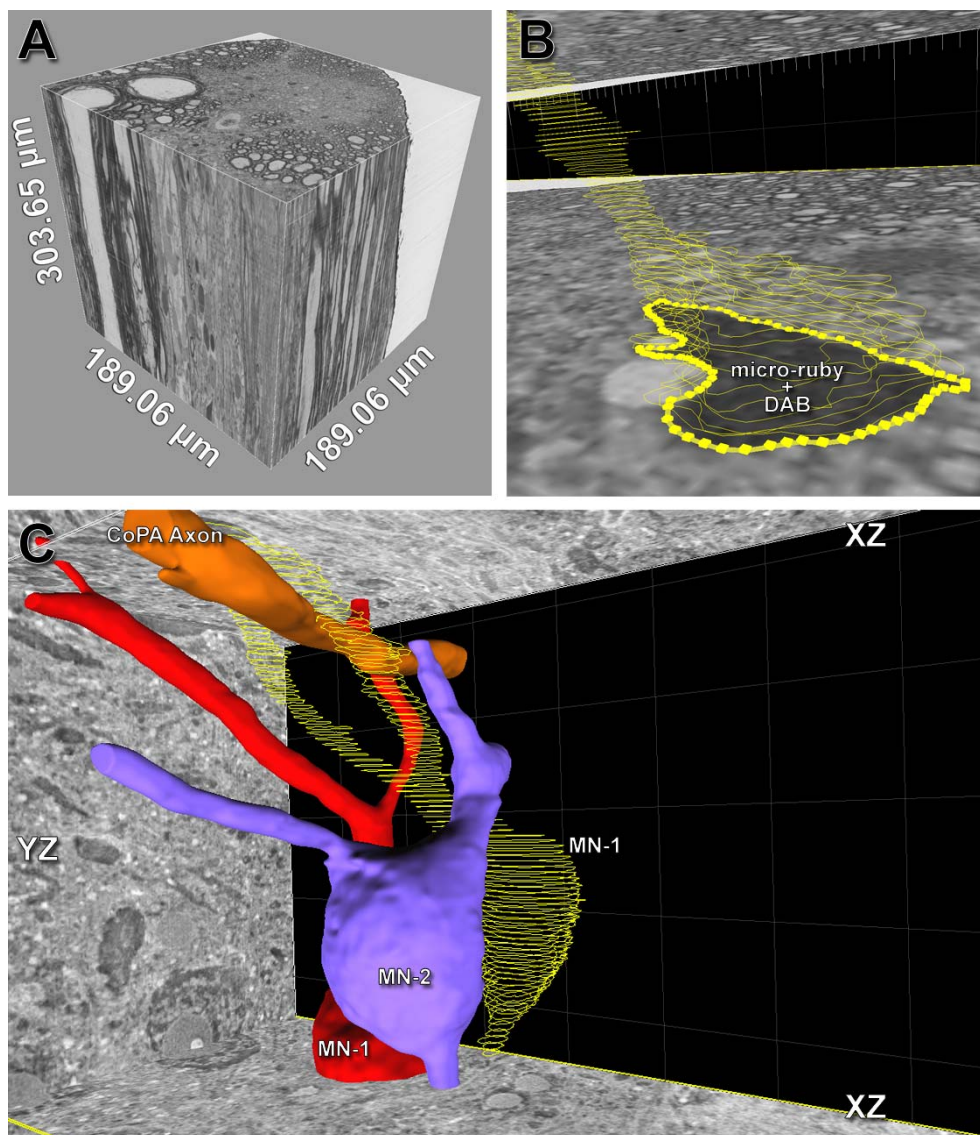 A
303.65 µm
189.06 µm
189.06 µm
B
micro-ruby
+
DAB
C
CoPA Axon
XZ
YZ
MN-1
MN-2
MN-1
XZ